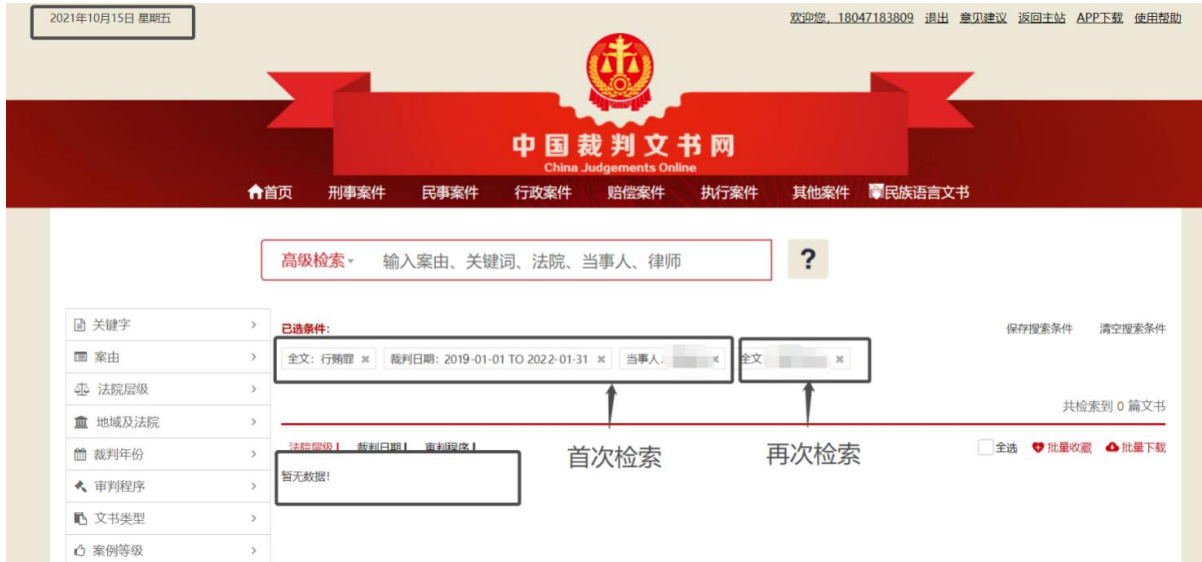 2021年10月15日 星期五
欢迎您，18047183809 退出 意见建议 返回主站 APP下载 使用帮助
中国裁判文书网
China Judgements Online
首页 刑事案件 民事案件 行政案件 赔偿案件 执行案件 其他案件 民族语言文书
高级检索 输入案由、关键词、法院、当事人、律师 ?
关键字
案由
法院层级
地域及法院
裁判年份
审判程序
文书类型
案例等级
已选条件： 保存搜索条件 清空搜索条件
全文：行贿罪 × 裁判日期：2019-01-01 TO 2022-01-31 × 当事人 × 全文 ×
共检索到 0 篇文书
法院层级 裁判日期 审判程序 全选 批量收藏 批量下载
首次检索 再次检索
暂无数据!